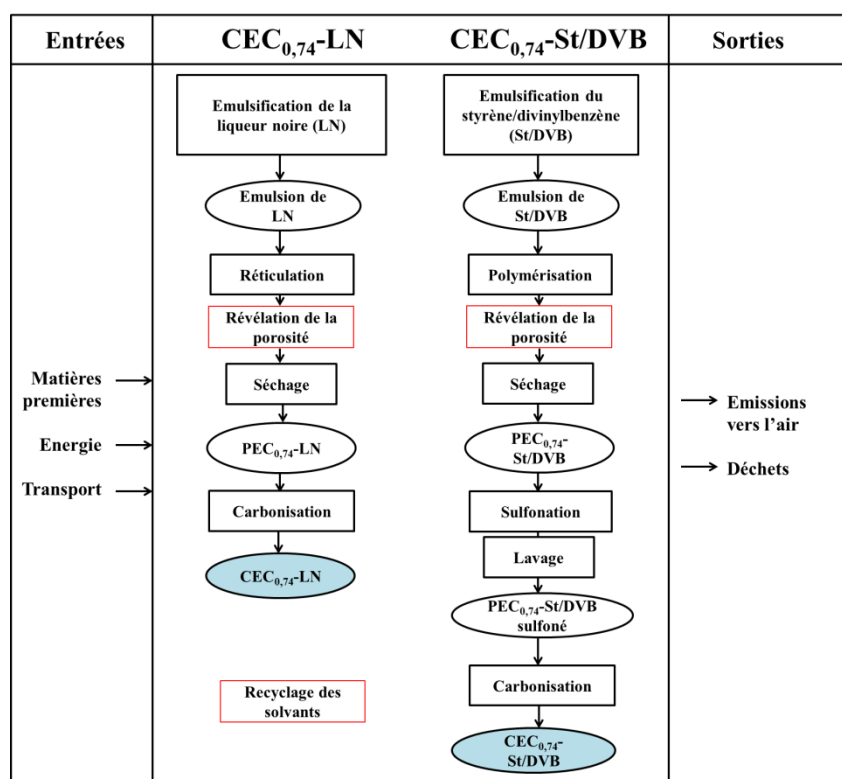 Entrées
CEC0,74-LN
CEC0,74-St/DVB
Sorties
Emulsification de la
liqueur noire (LN)
Emulsion de
LN
Réticulation
Révélation de la
porosité
Séchage
PEC0,74-LN
Carbonisation
CEC0,74-LN
Recyclage des
solvants
Emulsification du
styrène/divinylbenzène
(St/DVB)
Emulsion de
St/DVB
Polymérisation
Révélation de la
porosité
Séchage
PEC0,74-
St/DVB
Sulfonation
Lavage
PEC0,74-St/DVB
sulfoné
Carbonisation
CEC0,74-
St/DVB
Matières
premières
Energie
Transport
Emissions
vers l’air
Déchets